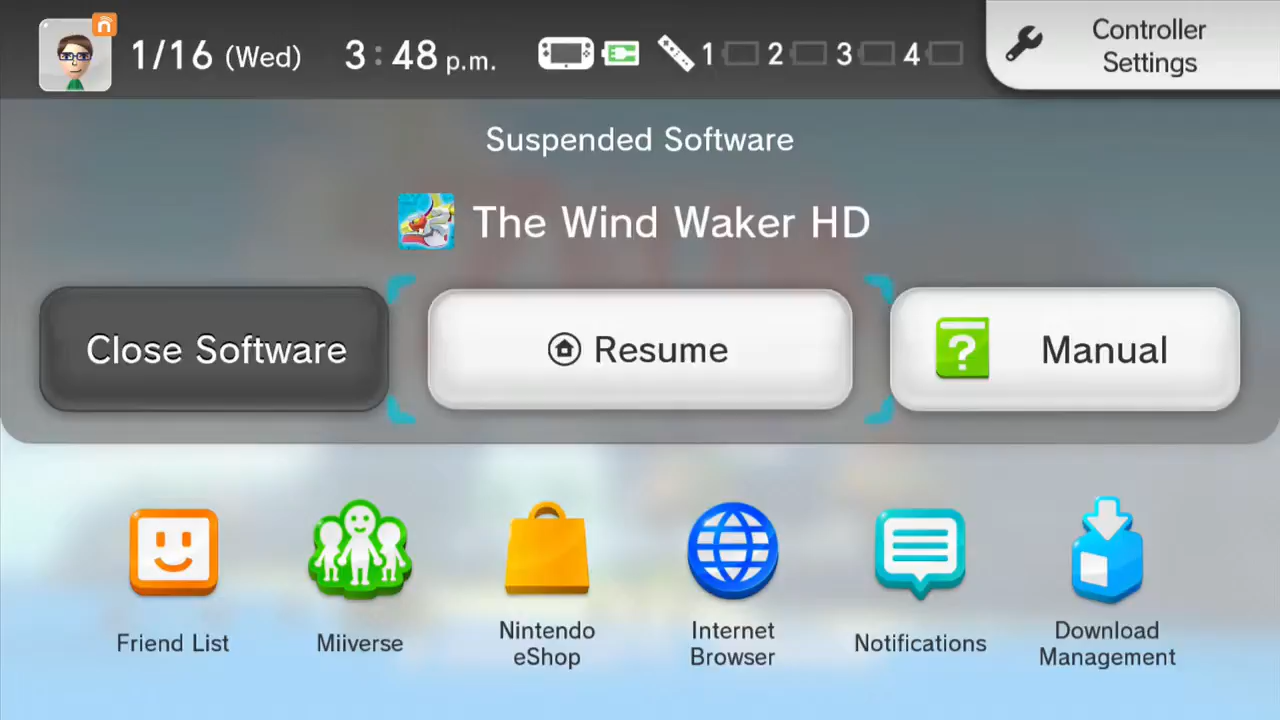 1/16 (Wed) 3:48 p.m. 1 2 3 4
Controller
Settings
Suspended Software
The Wind Waker HD
Close Software
Resume
? Manual
Friend List
Miiverse
Nintendo
eShop
Internet
Browser
Notifications
Download
Management